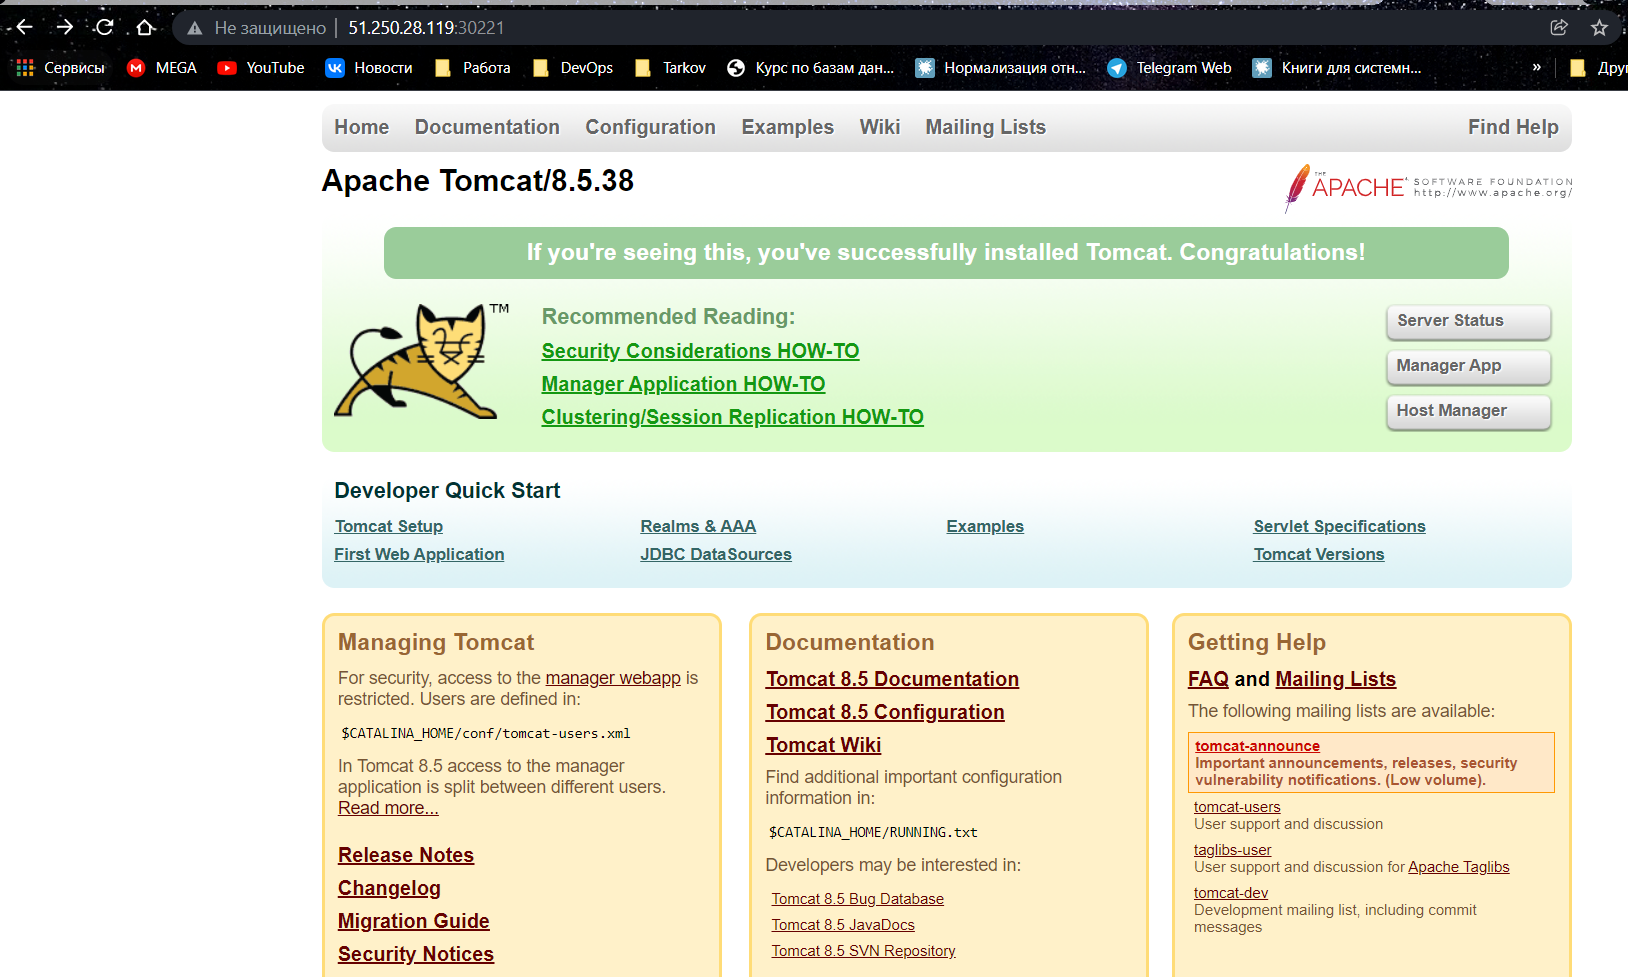 Не защищено 51.250.28.119:30221
Сервисы MEGA YouTube Новости Работа DevOps Tarkov Курс по базам дан... Нормализация отн... Telegram Web Книги для системн... » Друг
Home Documentation Configuration Examples Wiki Mailing Lists Find Help
Apache Tomcat/8.5.38
THE APACHE SOFTWARE FOUNDATION
http://www.apache.org/
If you're seeing this, you've successfully installed Tomcat. Congratulations!
TM
Recommended Reading:
Security Considerations HOW-TO
Manager Application HOW-TO
Clustering/Session Replication HOW-TO
Server Status
Manager App
Host Manager
Developer Quick Start
Tomcat Setup
First Web Application
Realms & AAA
JDBC DataSources
Examples
Servlet Specifications
Tomcat Versions
Managing Tomcat
For security, access to the manager webapp is
restricted. Users are defined in:
$CATALINA_HOME/conf/tomcat-users.xml
In Tomcat 8.5 access to the manager
application is split between different users.
Read more...
Release Notes
Changelog
Migration Guide
Security Notices
Documentation
Tomcat 8.5 Documentation
Tomcat 8.5 Configuration
Tomcat Wiki
Find additional important configuration
information in:
$CATALINA_HOME/RUNNING.txt
Developers may be interested in:
Tomcat 8.5 Bug Database
Tomcat 8.5 JavaDocs
Tomcat 8.5 SVN Repository
Getting Help
FAQ and Mailing Lists
The following mailing lists are available:
tomcat-announce
Important announcements, releases, security
vulnerability notifications. (Low volume).
tomcat-users
User support and discussion
taglibs-user
User support and discussion for Apache Taglibs
tomcat-dev
Development mailing list, including commit
messages